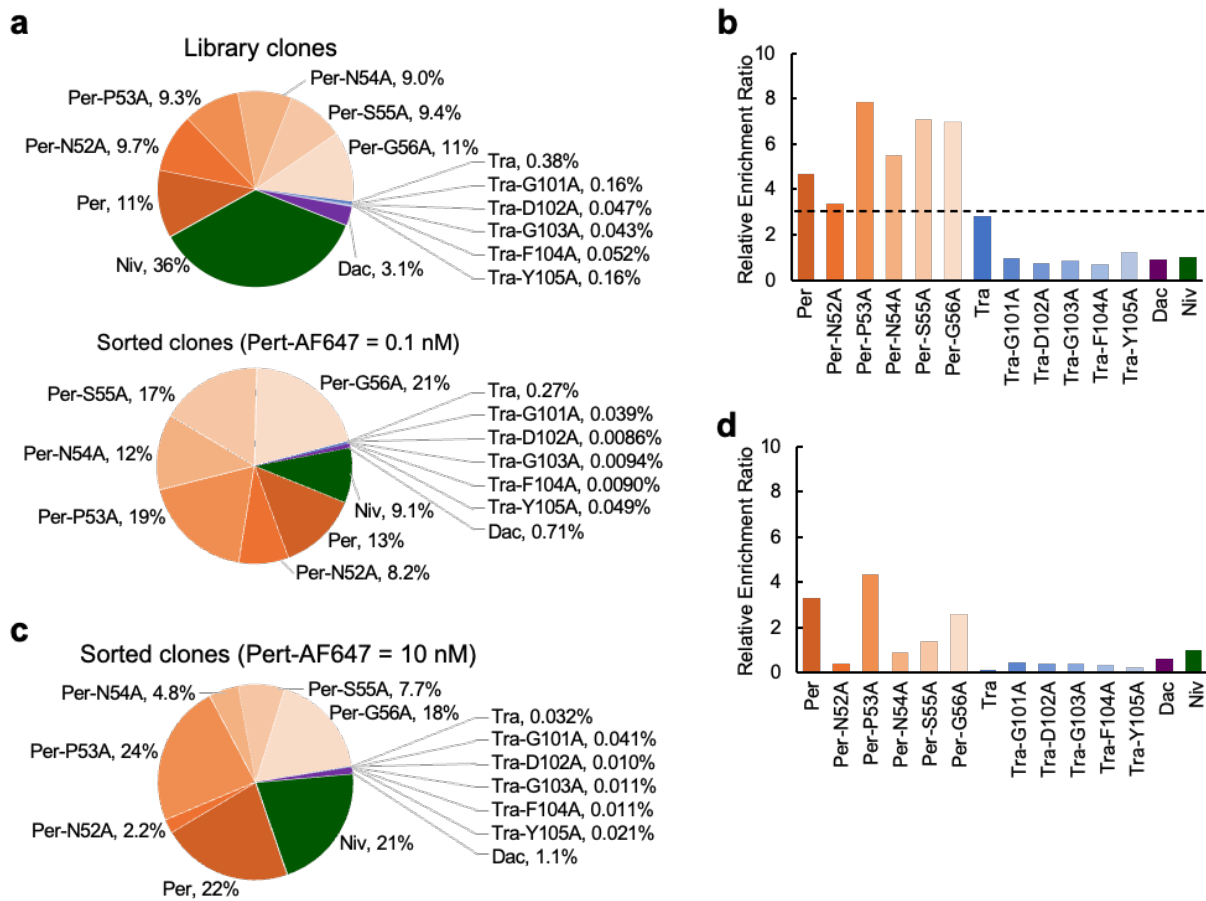 a
Library clones
Per-N54A, 9.0%
Per-P53A, 9.3%
Per-S55A, 9.4%
Per-N52A, 9.7%
Per-G56A, 11%
Per, 11%
Niv, 36%
Dac, 3.1%
Tra, 0.38%
Tra-G101A, 0.16%
Tra-D102A, 0.047%
Tra-G103A, 0.043%
Tra-F104A, 0.052%
Tra-Y105A, 0.16%
Sorted clones (Pert-AF647 = 0.1 nM)
Per-S55A, 17%
Per-G56A, 21%
Per-N54A, 12%
Per-P53A, 19%
Niv, 9.1%
Per, 13%
Per-N52A, 8.2%
Tra, 0.27%
Tra-G101A, 0.039%
Tra-D102A, 0.0086%
Tra-G103A, 0.0094%
Tra-F104A, 0.0090%
Tra-Y105A, 0.049%
Dac, 0.71%
b
Relative Enrichment Ratio
10
8
6
4
2
0
Per
Per-N52A
Per-P53A
Per-N54A
Per-S55A
Per-G56A
Tra
Tra-G101A
Tra-D102A
Tra-G103A
Tra-F104A
Tra-Y105A
Dac
Niv
c
Sorted clones (Pert-AF647 = 10 nM)
Per-N54A, 4.8%
Per-S55A, 7.7%
Per-G56A, 18%
Per-P53A, 24%
Per-N52A, 2.2%
Per, 22%
Niv, 21%
Tra, 0.032%
Tra-G101A, 0.041%
Tra-D102A, 0.010%
Tra-G103A, 0.011%
Tra-F104A, 0.011%
Tra-Y105A, 0.021%
Dac, 1.1%
d
Relative Enrichment Ratio
10
8
6
4
2
0
Per
Per-N52A
Per-P53A
Per-N54A
Per-S55A
Per-G56A
Tra
Tra-G101A
Tra-D102A
Tra-G103A
Tra-F104A
Tra-Y105A
Dac
Niv